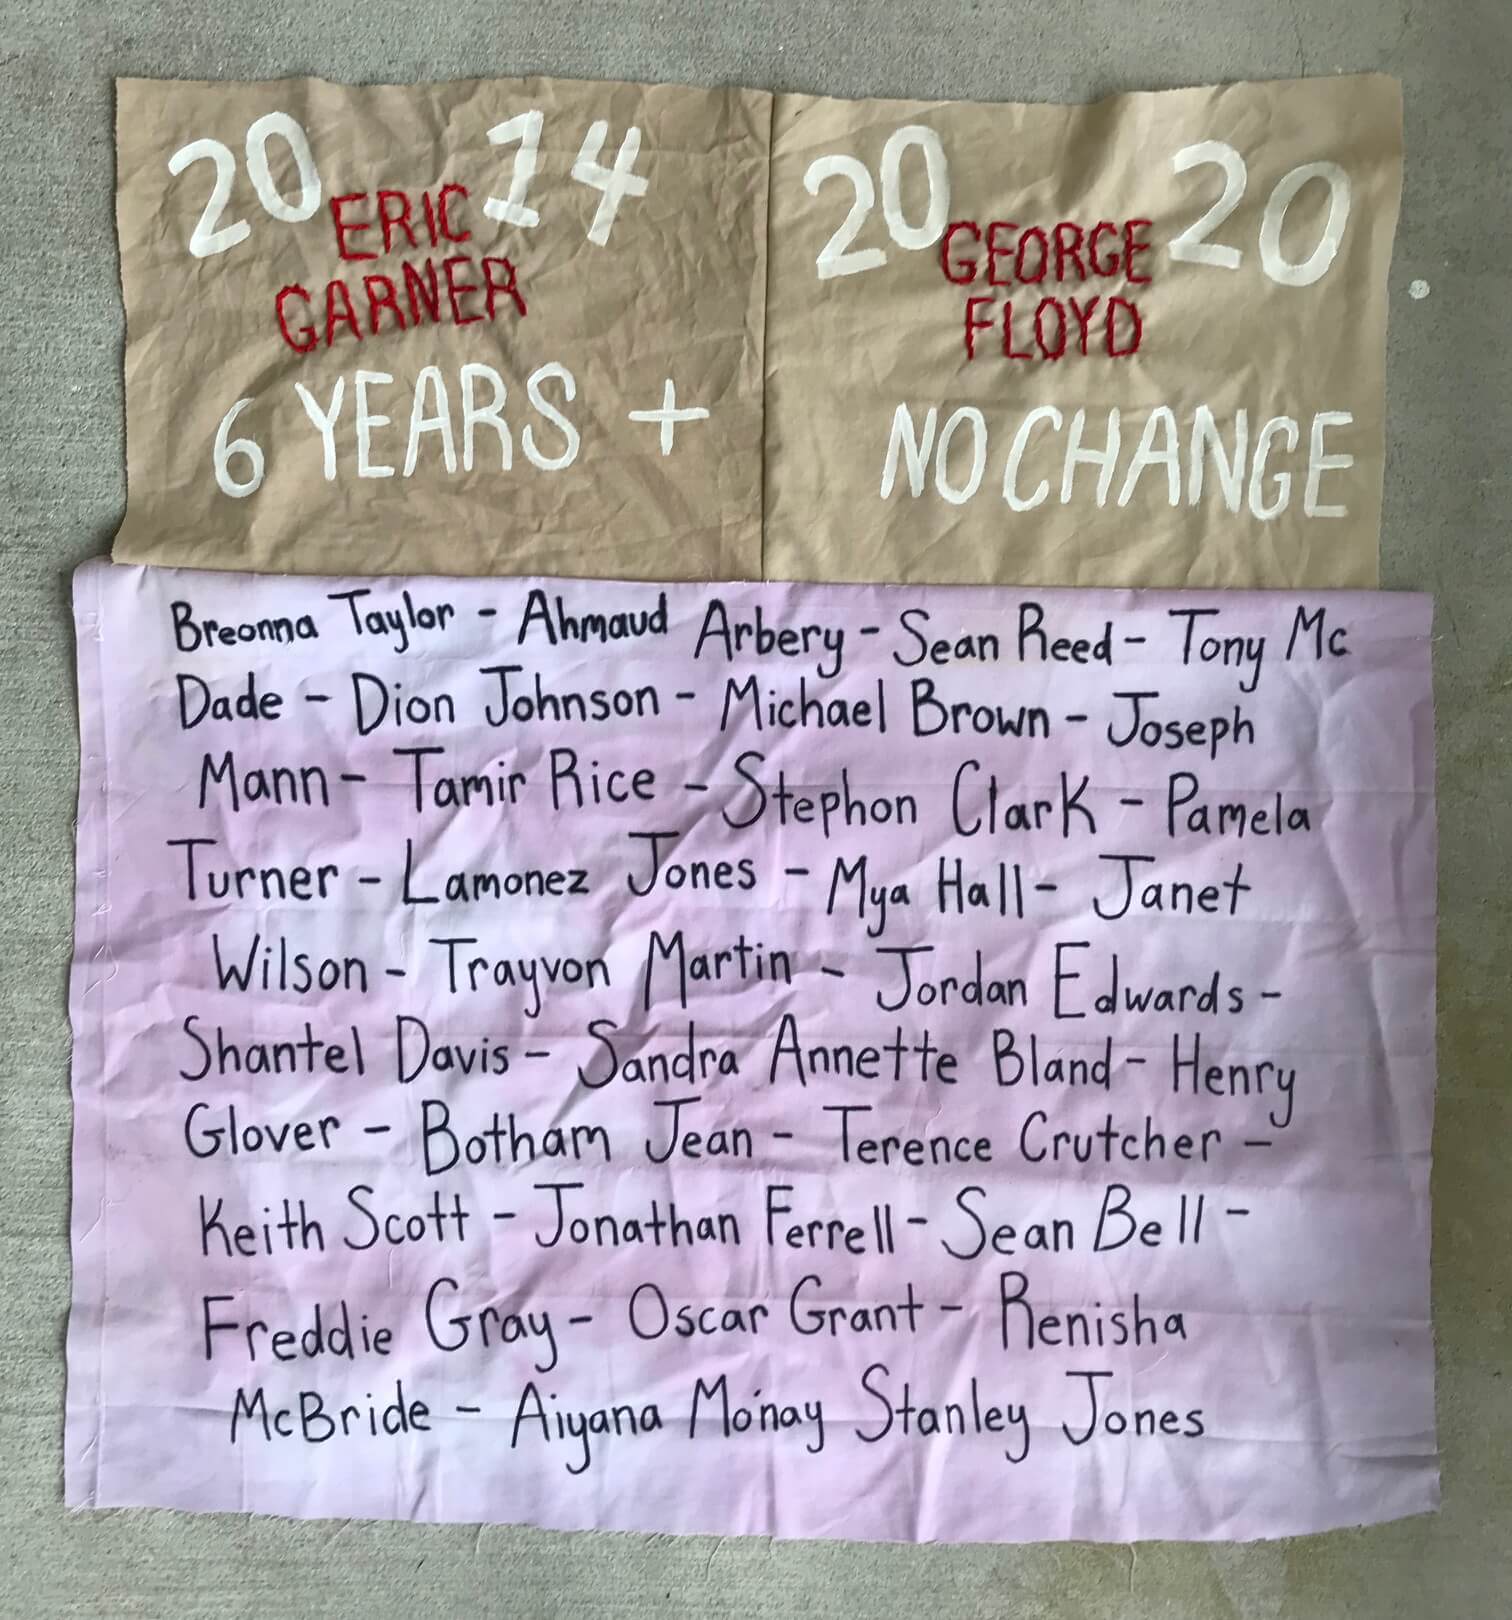 20 14
ERIC
GARNER
6 YEARS +
20 20
GEORGE
FLOYD
NO CHANGE
Breonna Taylor - Ahmaud Arbery - Sean Reed - Tony Mc
Dade - Dion Johnson - Michael Brown - Joseph
Mann - Tamir Rice - Stephon Clark - Pamela
Turner - Lamonez Jones - Mya Hall - Janet
Wilson - Trayvon Martin - Jordan Edwards -
Shantel Davis - Sandra Annette Bland - Henry
Glover - Botham Jean - Terence Crutcher -
Keith Scott - Jonathan Ferrell - Sean Bell -
Freddie Gray - Oscar Grant - Renisha
McBride - Aiyana Mo'nay Stanley Jones